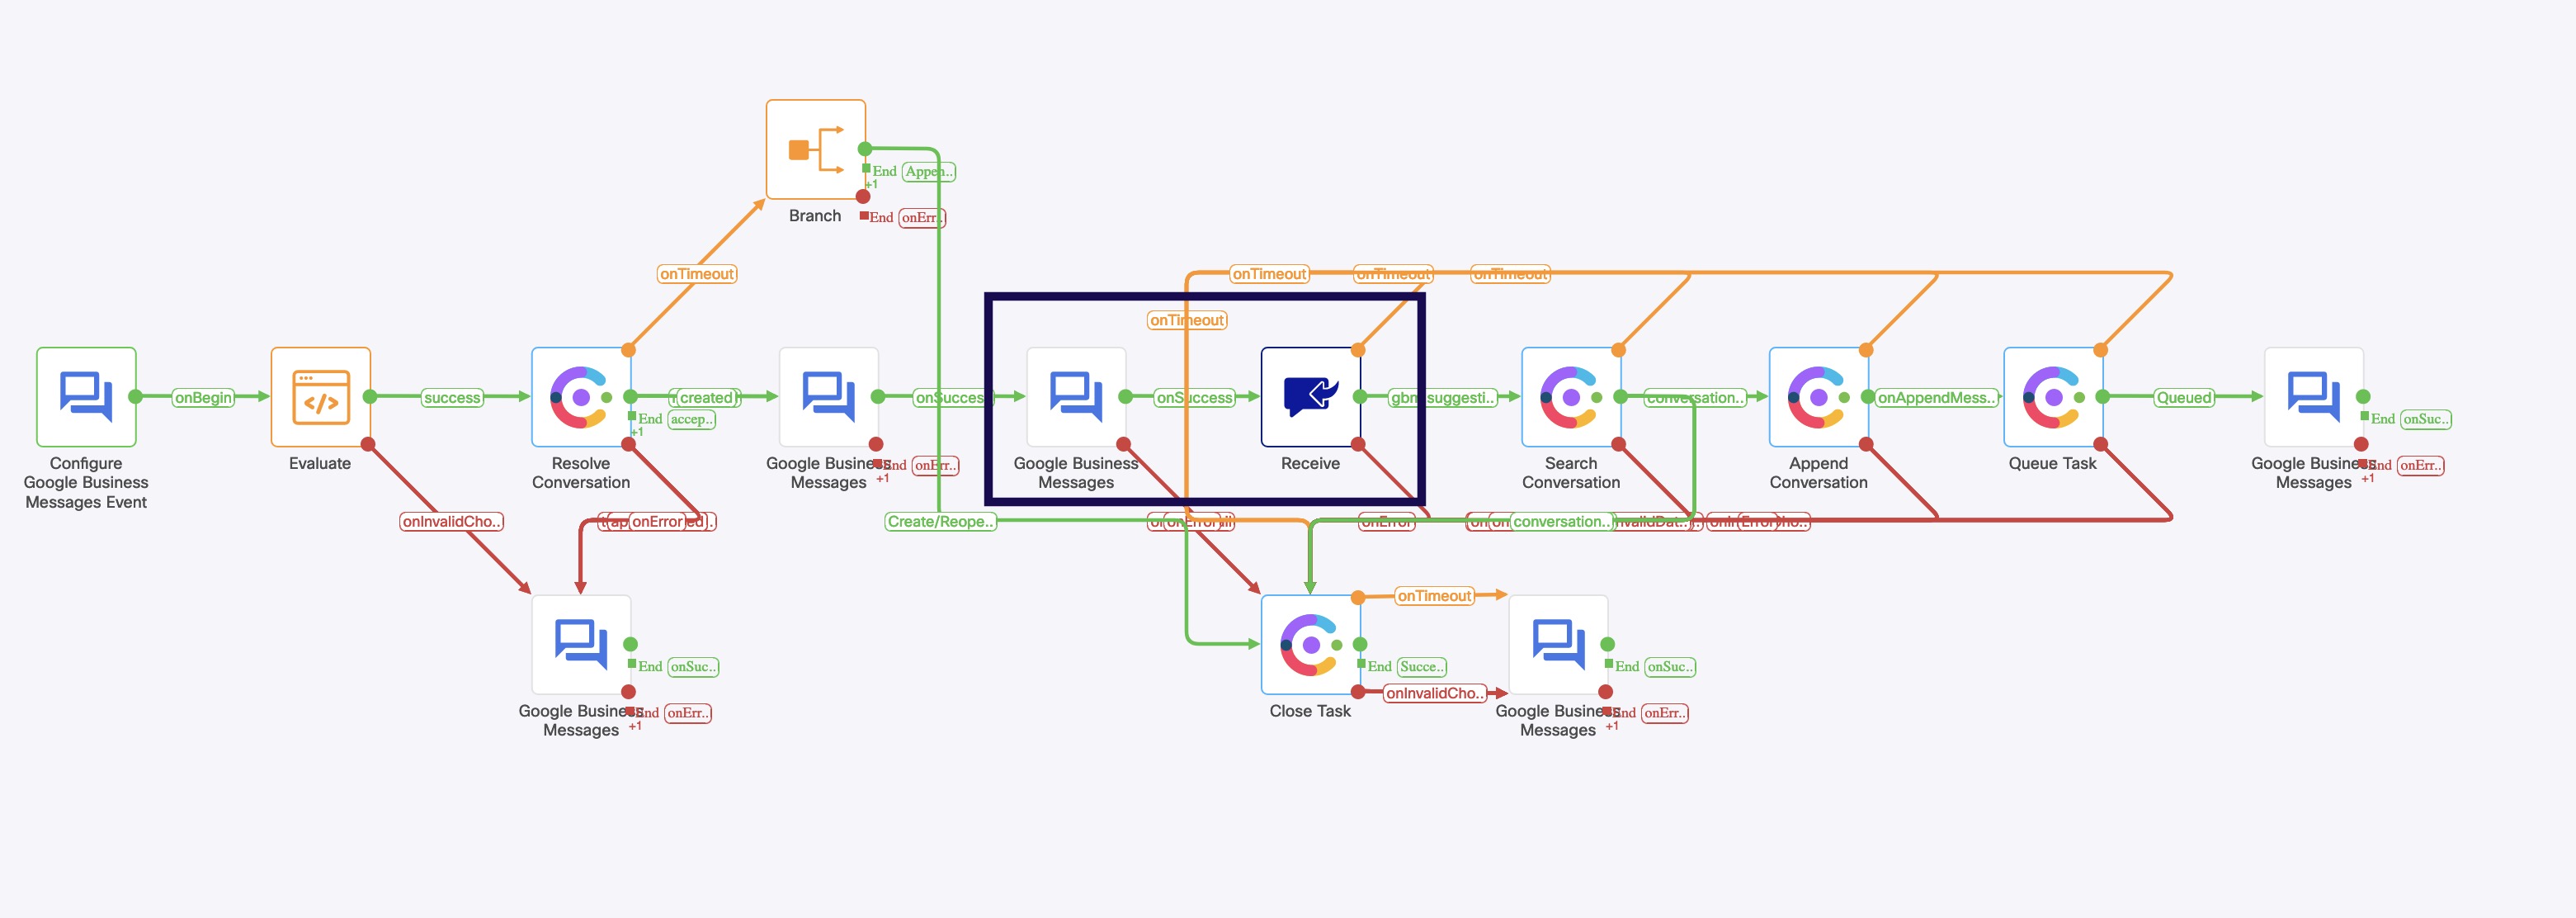 End Appen..
+1
End onErr..
Branch
onTimeout
onTimeout
onTimeout
onTimeout
onTimeout
onBegin
success
created
End accep..
+1
onSuccess
onSuccess
conversation..
onAppendMess..
Queued
End onSuc..
Configure
Google Business
Messages Event
Evaluate
Resolve
Conversation
Google Business
Messages
End onErr..
+1
Google Business
Messages
Receive
Search
Conversation
Append
Conversation
Queue Task
Google Business
Messages
End onErr..
+1
onInvalidCho..
onError
Create/Reope..
onError
onError
conversation..
onTimeout
End onSuc..
End Succe..
End onSuc..
onInvalidCho..
Google Business
Messages
End onErr..
+1
Close Task
Google Business
Messages
End onErr..
+1